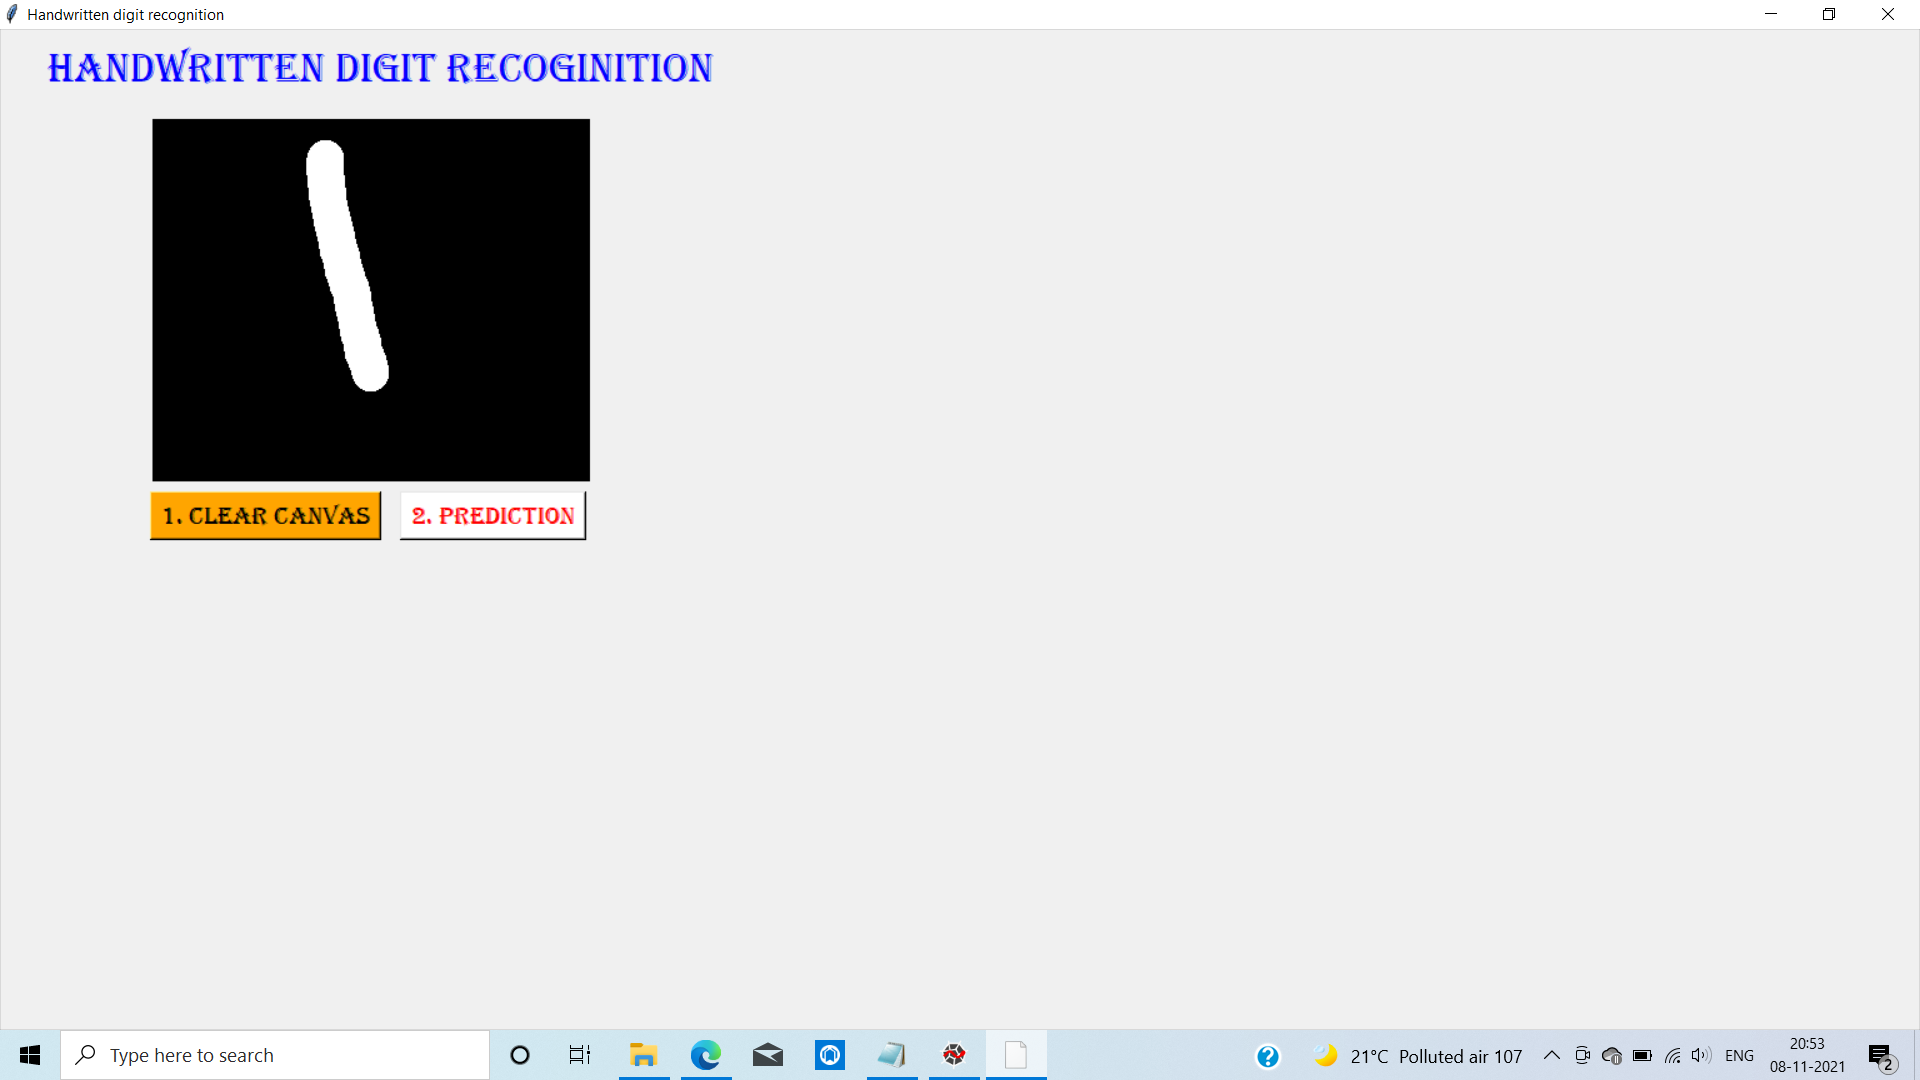 Handwritten digit recognition
HANDWRITTEN DIGIT RECOGINITION
1
1. CLEAR CANVAS 2. PREDICTION
Type here to search
21°C Polluted air 107
ENG
20:53
08-11-2021
2